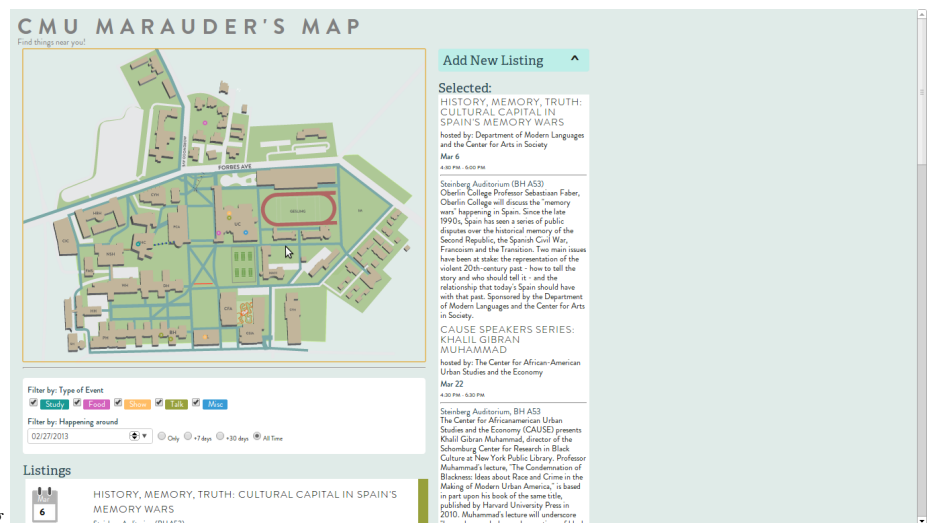 CMU MARAUDER'S MAP
Find things near you!
FORBES AVE
Add New Listing
Selected:
HISTORY, MEMORY, TRUTH:
CULTURAL CAPITAL IN
SPAIN'S MEMORY WARS
hosted by: Department of Modern Languages
and the Center for Arts in Society
Mar 6
4:30 PM - 5:00 PM
Steinberg Auditorium (BH A53)
Oberlin College Professor Sebastiaan Faber,
Oberlin College will discuss the "memory
wars" happening in Spain. Since the late
1990s, Spain has seen a series of public
disputes over the historical memory of the
Second Republic, the Spanish Civil War,
Francoism and the Transition. Two main issues
have been at stake: the representation of the
violent 20th-century past - how to tell the
story and who should tell it - and the
relationship that today's Spain should have
with that past. Sponsored by the Department
of Modern Languages and the Center for Arts
in Society.
CAUSE SPEAKERS SERIES:
KHALIL GIBRAN
MUHAMMAD
hosted by: The Center for African-American
Urban Studies and the Economy
Mar 22
4:30 PM - 6:30 PM
Steinberg Auditorium, BH A53
The Center for Africanamerican Urban
Studies and the Economy (CAUSE) presents
Khalil Gibran Muhammad, director of the
Schomburg Center for Research in Black
Culture at New York Public Library. Professor
Muhammad's lecture, "The Condemnation of
Blackness: Ideas about Race and Crime in the
Making of Modern Urban America," is based
in part upon his book of the same title,
published by Harvard University Press in
2010. Muhammad's lecture will underscore
Filter by: Type of Event
Study Food Show Talk Misc
Filter by: Happening around
02/27/2013 Only +7 days +30 days All Time
Listings
Mar
6
HISTORY, MEMORY, TRUTH: CULTURAL CAPITAL IN SPAIN'S
MEMORY WARS
Steinberg Auditorium (BH A53)